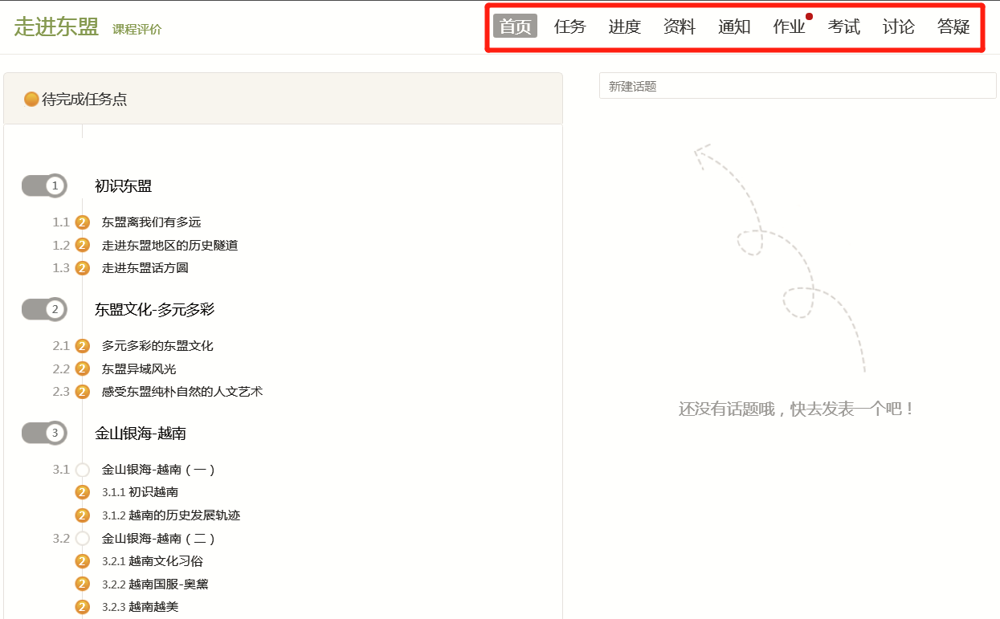 走进东盟 课程评价 首页 任务 进度 资料 通知 作业 考试 讨论 答疑
待完成任务点
新建话题
1 初识东盟
1.1 2 东盟离我们有多远
1.2 2 走进东盟地区的历史隧道
1.3 2 走进东盟话方圆
2 东盟文化-多元多彩
2.1 2 多元多彩的东盟文化
2.2 2 东盟异域风光
2.3 2 感受东盟纯朴自然的人文艺术
3 金山银海-越南
3.1 金山银海-越南（一）
2 3.1.1 初识越南
2 3.1.2 越南的历史发展轨迹
3.2 金山银海-越南（二）
2 3.2.1 越南文化习俗
2 3.2.2 越南国服-奥黛
2 3.2.3 越南越美
还没有话题哦，快去发表一个吧！